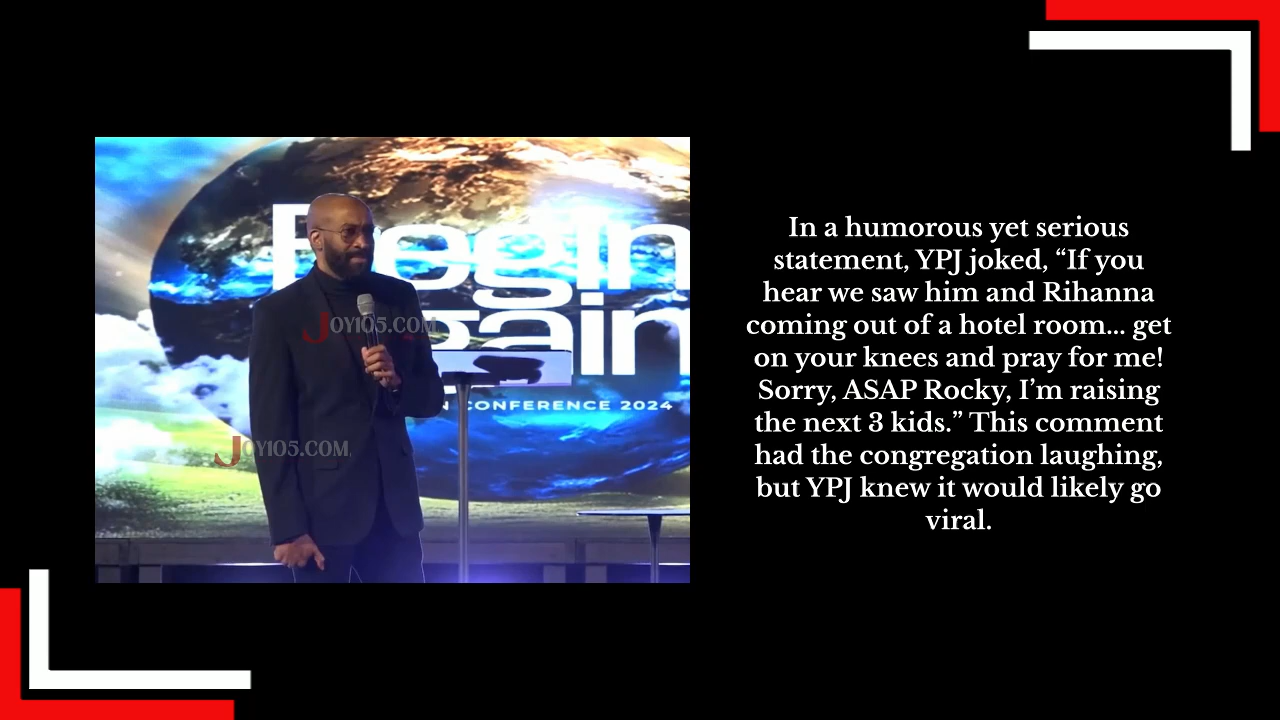 Begin
Again
N CONFERENCE 2024
JOY105.COM
JOY105.COM
In a humorous yet serious
statement, YPJ joked, “If you
hear we saw him and Rihanna
coming out of a hotel room... get
on your knees and pray for me!
Sorry, ASAP Rocky, I’m raising
the next 3 kids.” This comment
had the congregation laughing,
but YPJ knew it would likely go
viral.